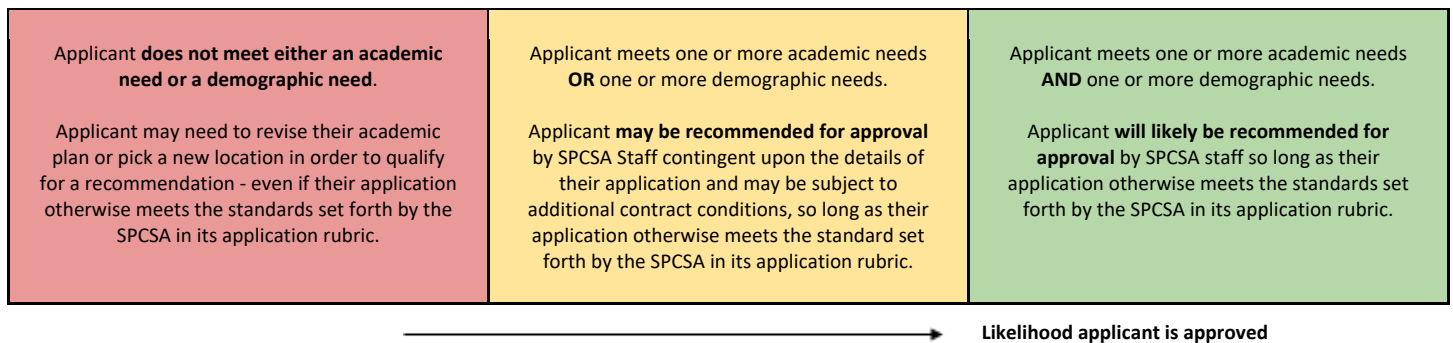 Applicant does not meet either an academic
need or a demographic need.
Applicant may need to revise their academic
plan or pick a new location in order to qualify
for a recommendation - even if their application
otherwise meets the standards set forth by the
SPCSA in its application rubric.
Applicant meets one or more academic needs
OR one or more demographic needs.
Applicant may be recommended for approval
by SPCSA Staff contingent upon the details of
their application and may be subject to
additional contract conditions, so long as their
application otherwise meets the standard set
forth by the SPCSA in its application rubric.
Applicant meets one or more academic needs
AND one or more demographic needs.
Applicant will likely be recommended for
approval by SPCSA staff so long as their
application otherwise meets the standards set
forth by the SPCSA in its application rubric.
Likelihood applicant is approved